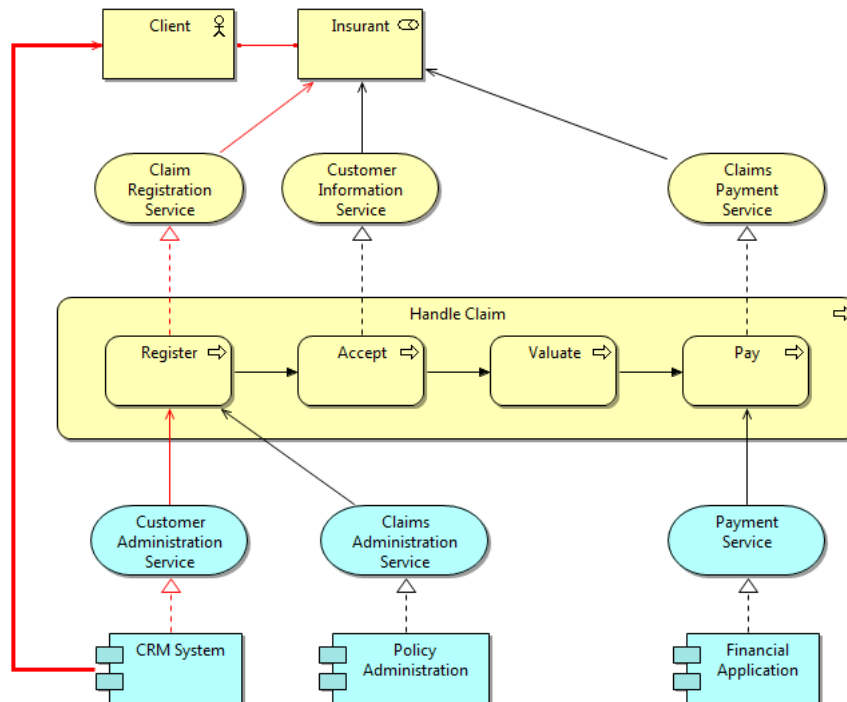 Client
Insurant
Claim
Registration
Service
Customer
Information
Service
Claims
Payment
Service
Handle Claim
Register
Accept
Valuate
Pay
Customer
Administration
Service
Claims
Administration
Service
Payment
Service
CRM System
Policy
Administration
Financial
Application